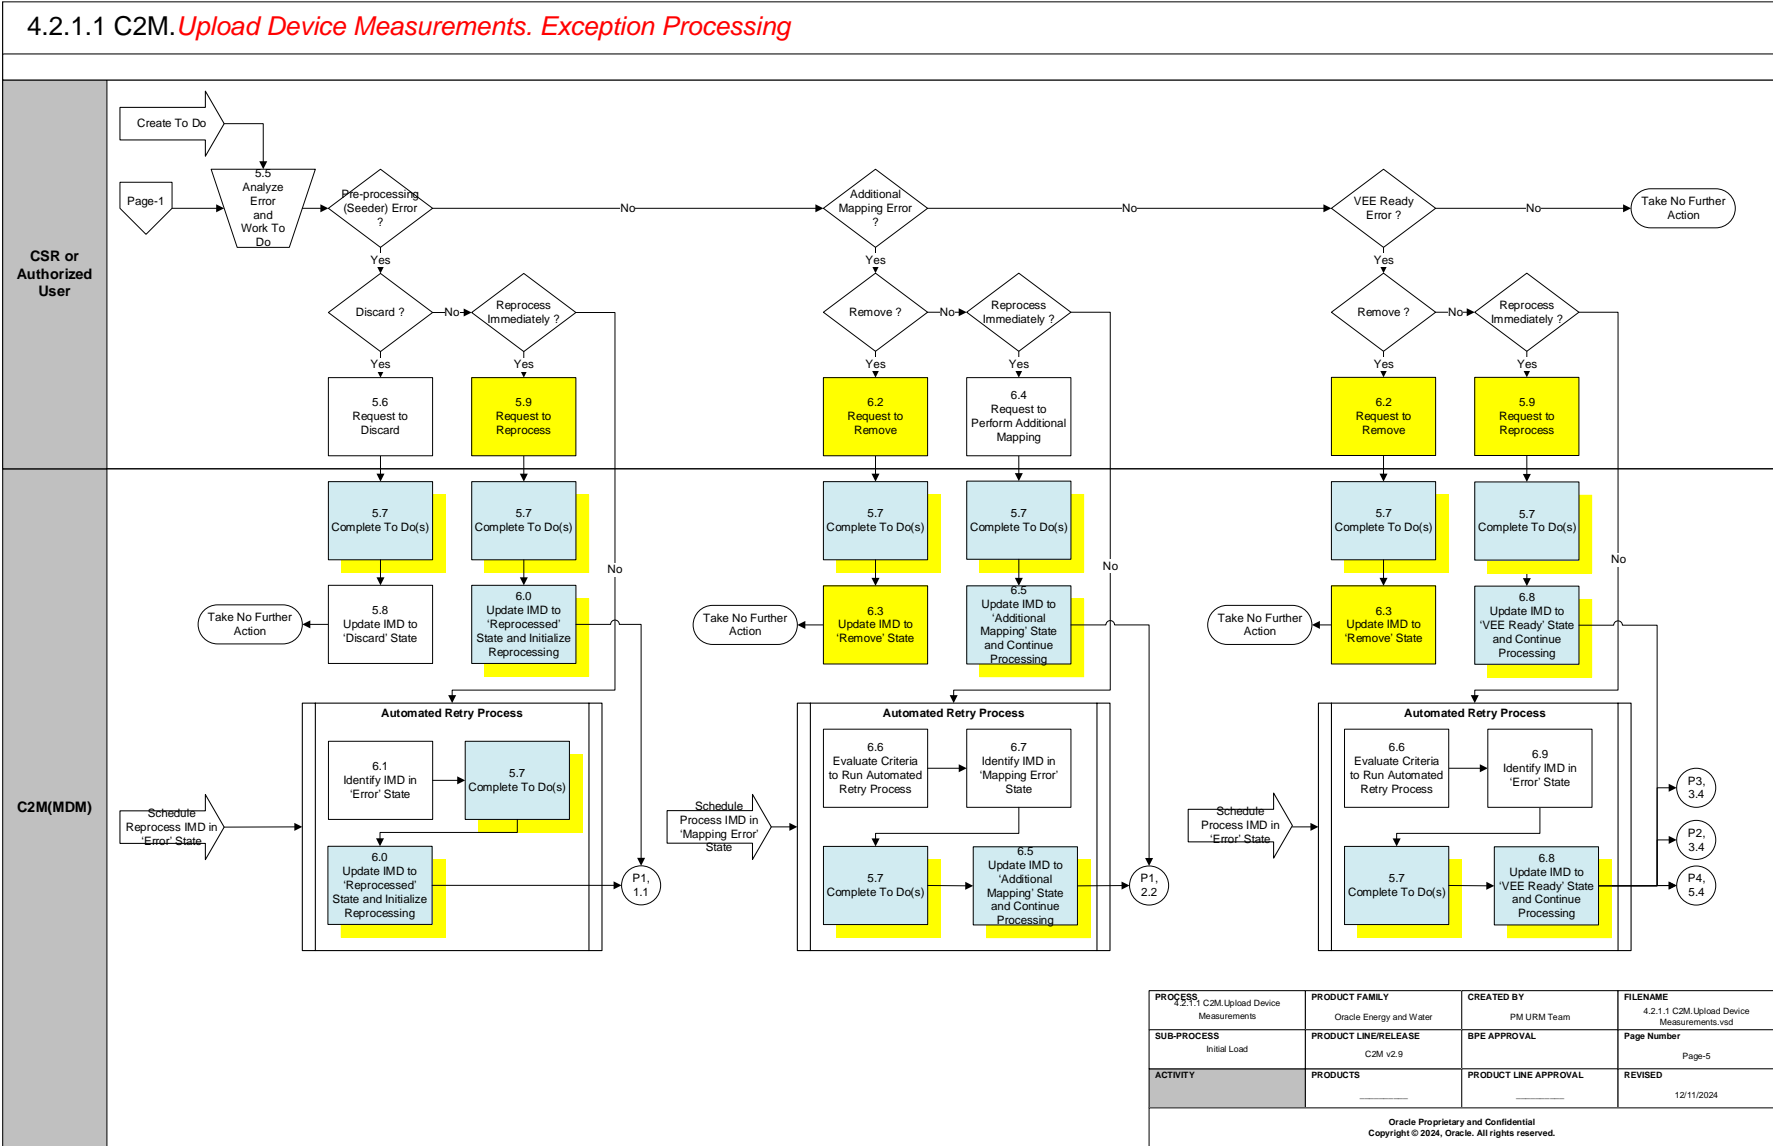 4.2.1.1 C2M.Upload Device Measurements. Exception Processing
CSR or
Authorized
User
Create To Do
Page-1
5.5
Analyze
Error
and
Work To
Do
Pre-processing
(Seeder) Error
?
No
Additional
Mapping Error
?
No
VEE Ready
Error ?
No
Take No Further
Action
Yes
Yes
Yes
Discard ?
No
Reprocess
Immediately ?
Remove ?
No
Reprocess
Immediately ?
Remove ?
No
Reprocess
Immediately ?
Yes
Yes
Yes
Yes
Yes
Yes
5.6
Request to
Discard
5.9
Request to
Reprocess
6.2
Request to
Remove
6.4
Request to
Perform Additional
Mapping
6.2
Request to
Remove
5.9
Request to
Reprocess
C2M(MDM)
5.7
Complete To Do(s)
5.7
Complete To Do(s)
5.7
Complete To Do(s)
5.7
Complete To Do(s)
5.7
Complete To Do(s)
5.7
Complete To Do(s)
No
No
No
Take No Further
Action
5.8
Update IMD to
‘Discard’ State
6.0
Update IMD to
‘Reprocessed’
State and Initialize
Reprocessing
Take No Further
Action
6.3
Update IMD to
‘Remove’ State
6.5
Update IMD to
‘Additional
Mapping’ State
and Continue
Processing
Take No Further
Action
6.3
Update IMD to
‘Remove’ State
6.8
Update IMD to
‘VEE Ready’ State
and Continue
Processing
Schedule
Reprocess IMD in
‘Error’ State
Automated Retry Process
6.1
Identify IMD in
‘Error’ State
5.7
Complete To Do(s)
6.0
Update IMD to
‘Reprocessed’
State and Initialize
Reprocessing
P1,
1.1
Schedule
Process IMD in
‘Mapping Error’
State
Automated Retry Process
6.6
Evaluate Criteria
to Run Automated
Retry Process
6.7
Identify IMD in
‘Mapping Error’
State
5.7
Complete To Do(s)
6.5
Update IMD to
‘Additional
Mapping’ State
and Continue
Processing
P1,
2.2
Schedule
Process IMD in
‘Error’ State
Automated Retry Process
6.6
Evaluate Criteria
to Run Automated
Retry Process
6.9
Identify IMD in
‘Error’ State
5.7
Complete To Do(s)
6.8
Update IMD to
‘VEE Ready’ State
and Continue
Processing
P3,
3.4
P2,
3.4
P4,
5.4
PROCESS
4.2.1.1 C2M.Upload Device
Measurements
PRODUCT FAMILY
Oracle Energy and Water
CREATED BY
PM URM Team
FILENAME
4.2.1.1 C2M.Upload Device
Measurements.vsd
SUB-PROCESS
Initial Load
PRODUCT LINE/RELEASE
C2M v2.9
BPE APPROVAL
Page Number
Page-5
ACTIVITY
PRODUCTS
PRODUCT LINE APPROVAL
REVISED
12/11/2024
Oracle Proprietary and Confidential
Copyright © 2024, Oracle. All rights reserved.